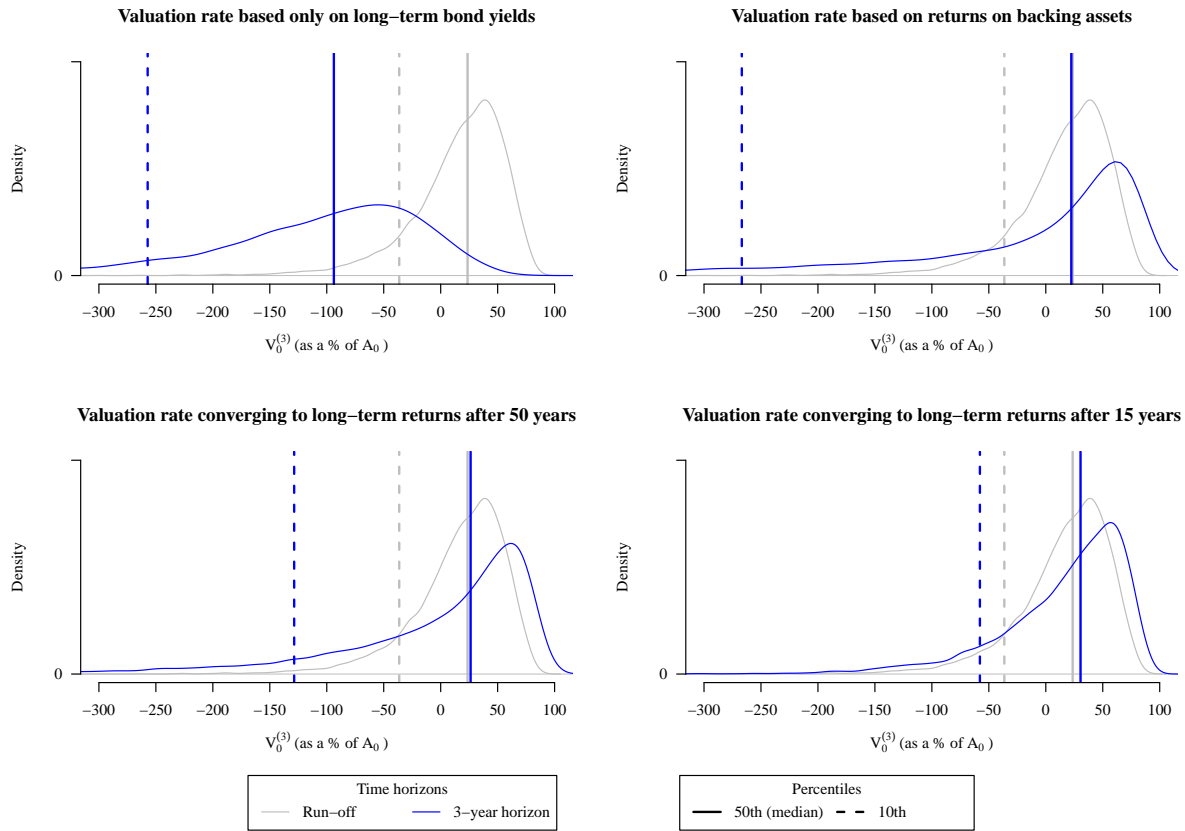 Valuation rate based only on long−term bond yields
Density
0
−300 −250 −200 −150 −100 −50 0 50 100
V₀⁽³⁾ (as a % of A₀ )
Valuation rate based on returns on backing assets
Density
0
−300 −250 −200 −150 −100 −50 0 50 100
V₀⁽³⁾ (as a % of A₀ )
Valuation rate converging to long−term returns after 50 years
Density
0
−300 −250 −200 −150 −100 −50 0 50 100
V₀⁽³⁾ (as a % of A₀ )
Valuation rate converging to long−term returns after 15 years
Density
0
−300 −250 −200 −150 −100 −50 0 50 100
V₀⁽³⁾ (as a % of A₀ )
Time horizons
Run−off 3−year horizon
Percentiles
50th (median) 10th